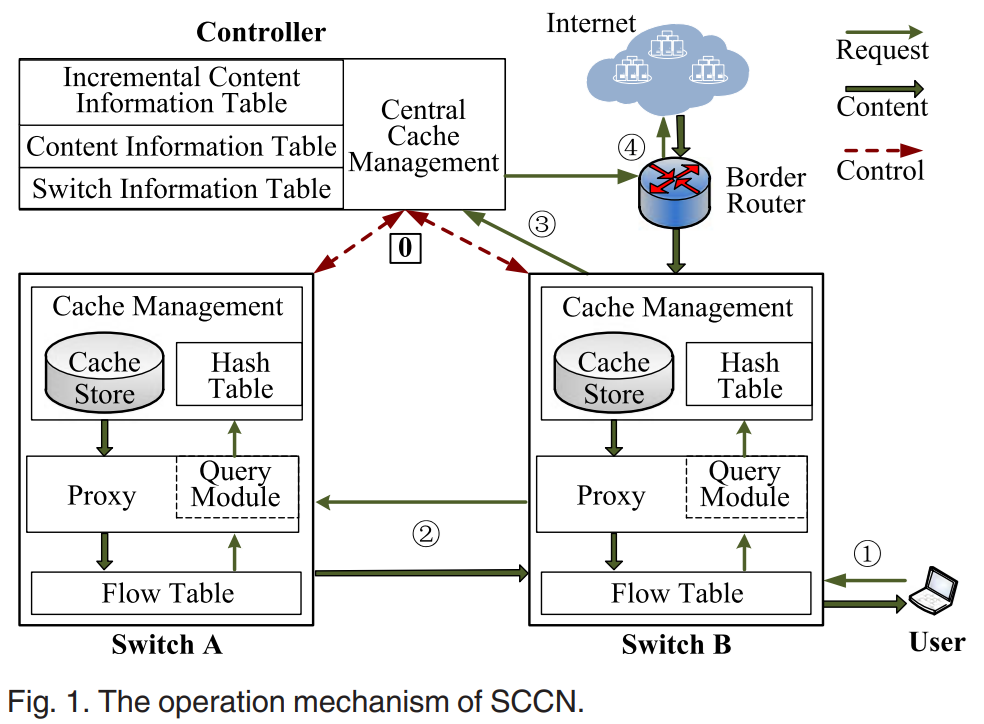 Controller
Incremental Content
Information Table
Content Information Table
Switch Information Table
Central
Cache
Management
Internet
④
Border
Router
Request
Content
Control
③
0
Cache Management
Cache
Store
Hash
Table
Proxy
Query
Module
Flow Table
Switch A
②
Cache Management
Cache
Store
Hash
Table
Proxy
Query
Module
Flow Table
Switch B
①
User
Fig. 1. The operation mechanism of SCCN.